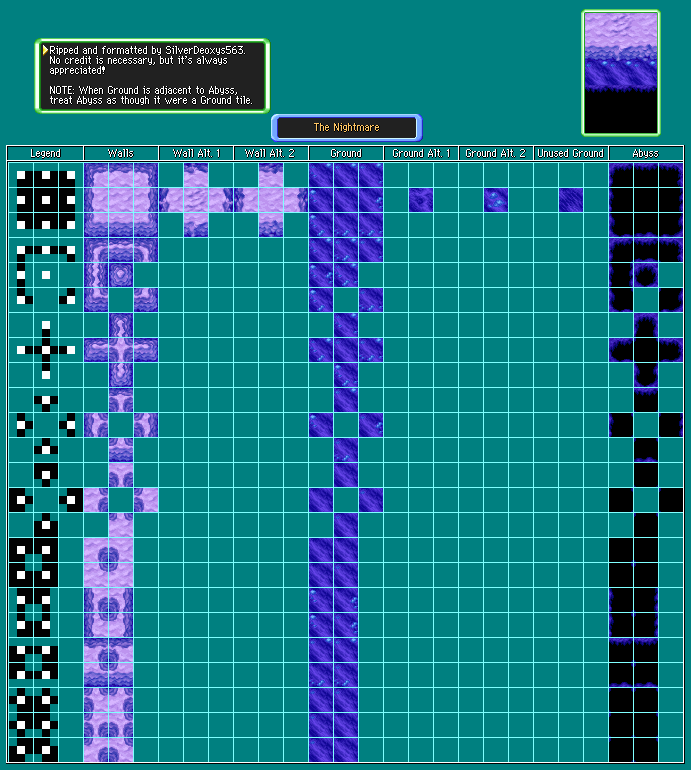 Ripped and formatted by SilverDeoxys563.
No credit is necessary, but it's always
appreciated!
NOTE: When Ground is adjacent to Abyss,
treat Abyss as though it were a Ground tile.
The Nightmare
Legend Walls Wall Alt. 1 Wall Alt. 2 Ground Ground Alt. 1 Ground Alt. 2 Unused Ground Abyss